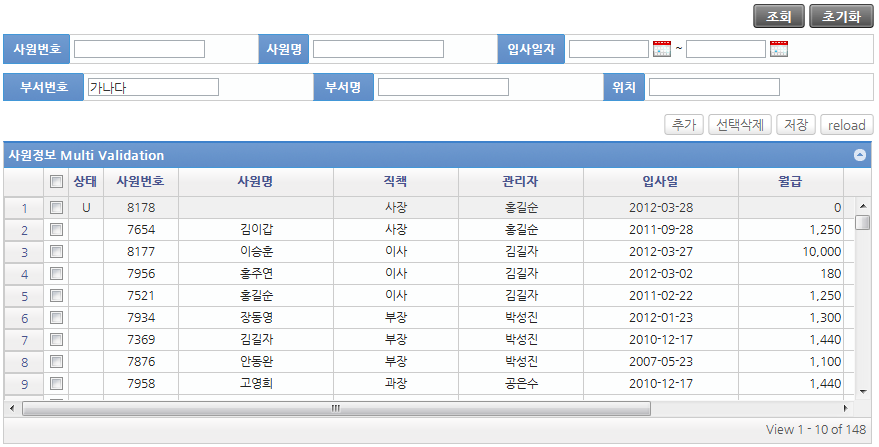 조회 초기화
사원번호 사원명 입사일자 ~
부서번호 가나다 부서명 위치
추가 선택삭제 저장 reload
사원정보 Multi Validation
상태 사원번호 사원명 직책 관리자 입사일 월급
1 U 8178 사장 홍길순 2012-03-28 0
2 7654 김이갑 사장 홍길순 2011-09-28 1,250
3 8177 이승훈 이사 김길자 2012-03-27 10,000
4 7956 홍주연 이사 김길자 2012-03-02 180
5 7521 홍길순 이사 김길자 2011-02-22 1,250
6 7934 장동영 부장 박성진 2012-01-23 1,300
7 7369 김길자 부장 박성진 2010-12-17 1,440
8 7876 안동완 부장 박성진 2007-05-23 1,100
9 7958 고영희 과장 공은수 2010-12-17 1,440
View 1 - 10 of 148